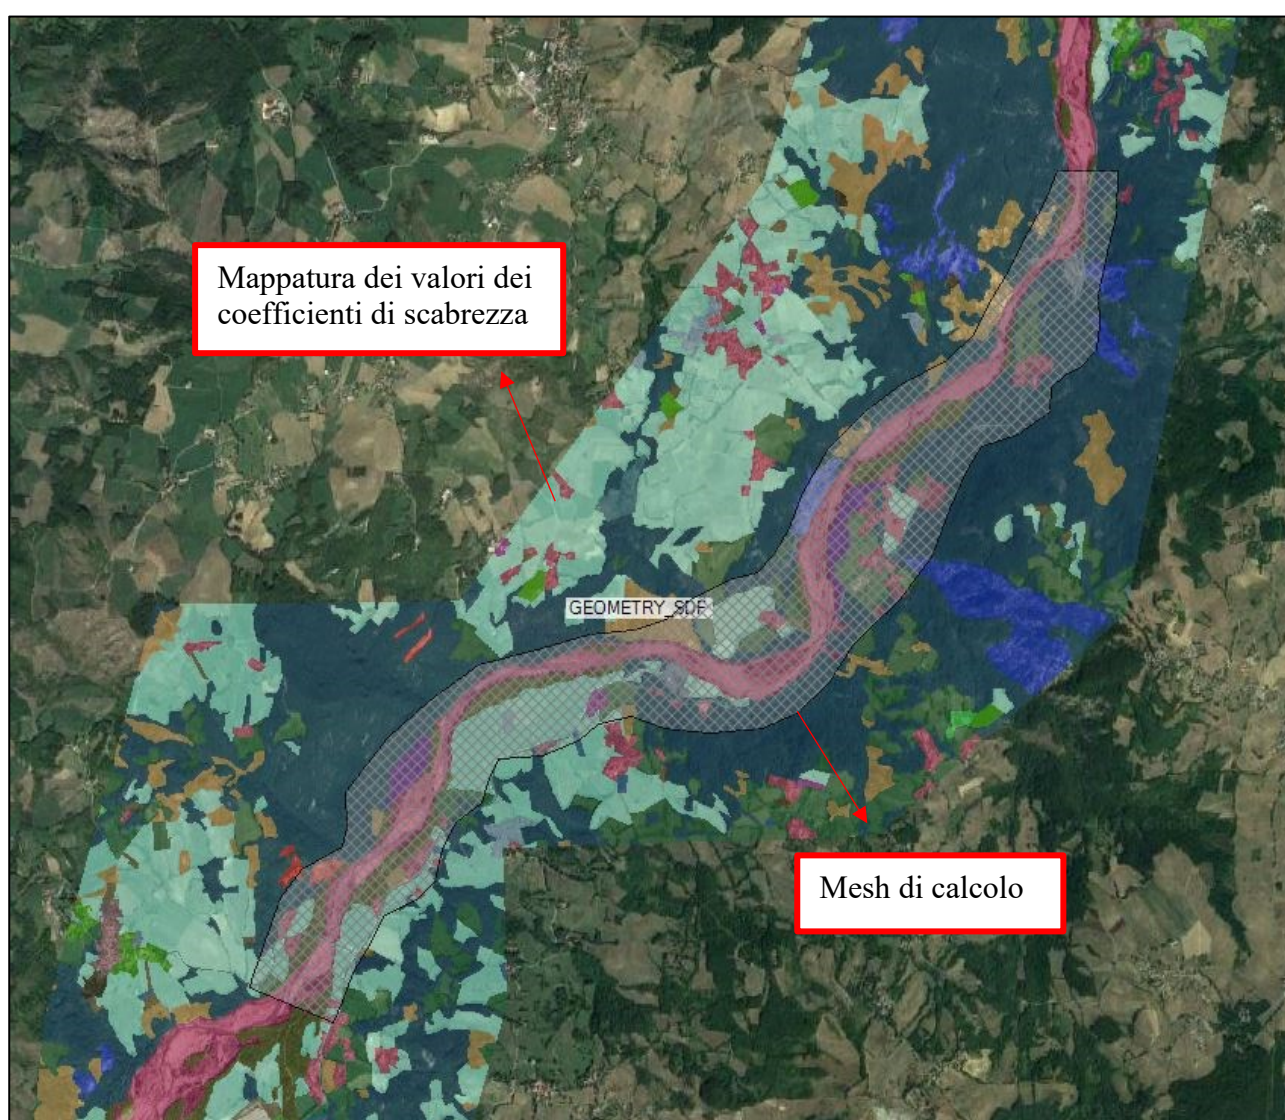 Mappatura dei valori dei
coefficienti di scabrezza
GEOMETRY_SDF
Mesh di calcolo